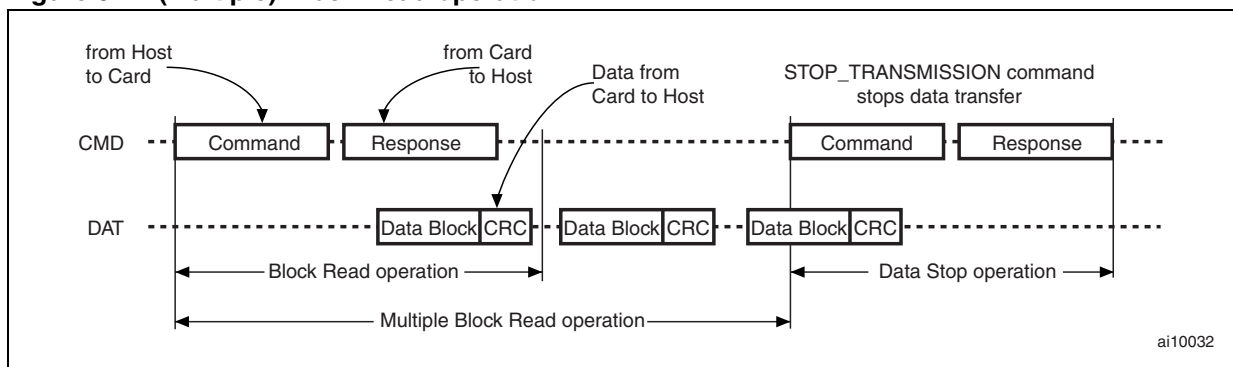 from Host
to Card
from Card
to Host
Data from
Card to Host
STOP_TRANSMISSION command
stops data transfer
CMD Command Response Command Response
DAT Data Block CRC Data Block CRC Data Block CRC
Block Read operation Data Stop operation
Multiple Block Read operation
ai10032